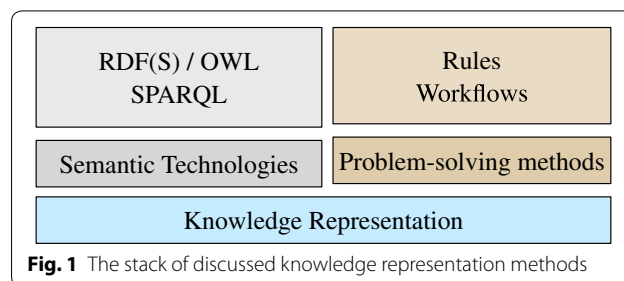 RDF(S) / OWL
SPARQL
Rules
Workflows
Semantic Technologies
Problem-solving methods
Knowledge Representation
Fig. 1 The stack of discussed knowledge representation methods